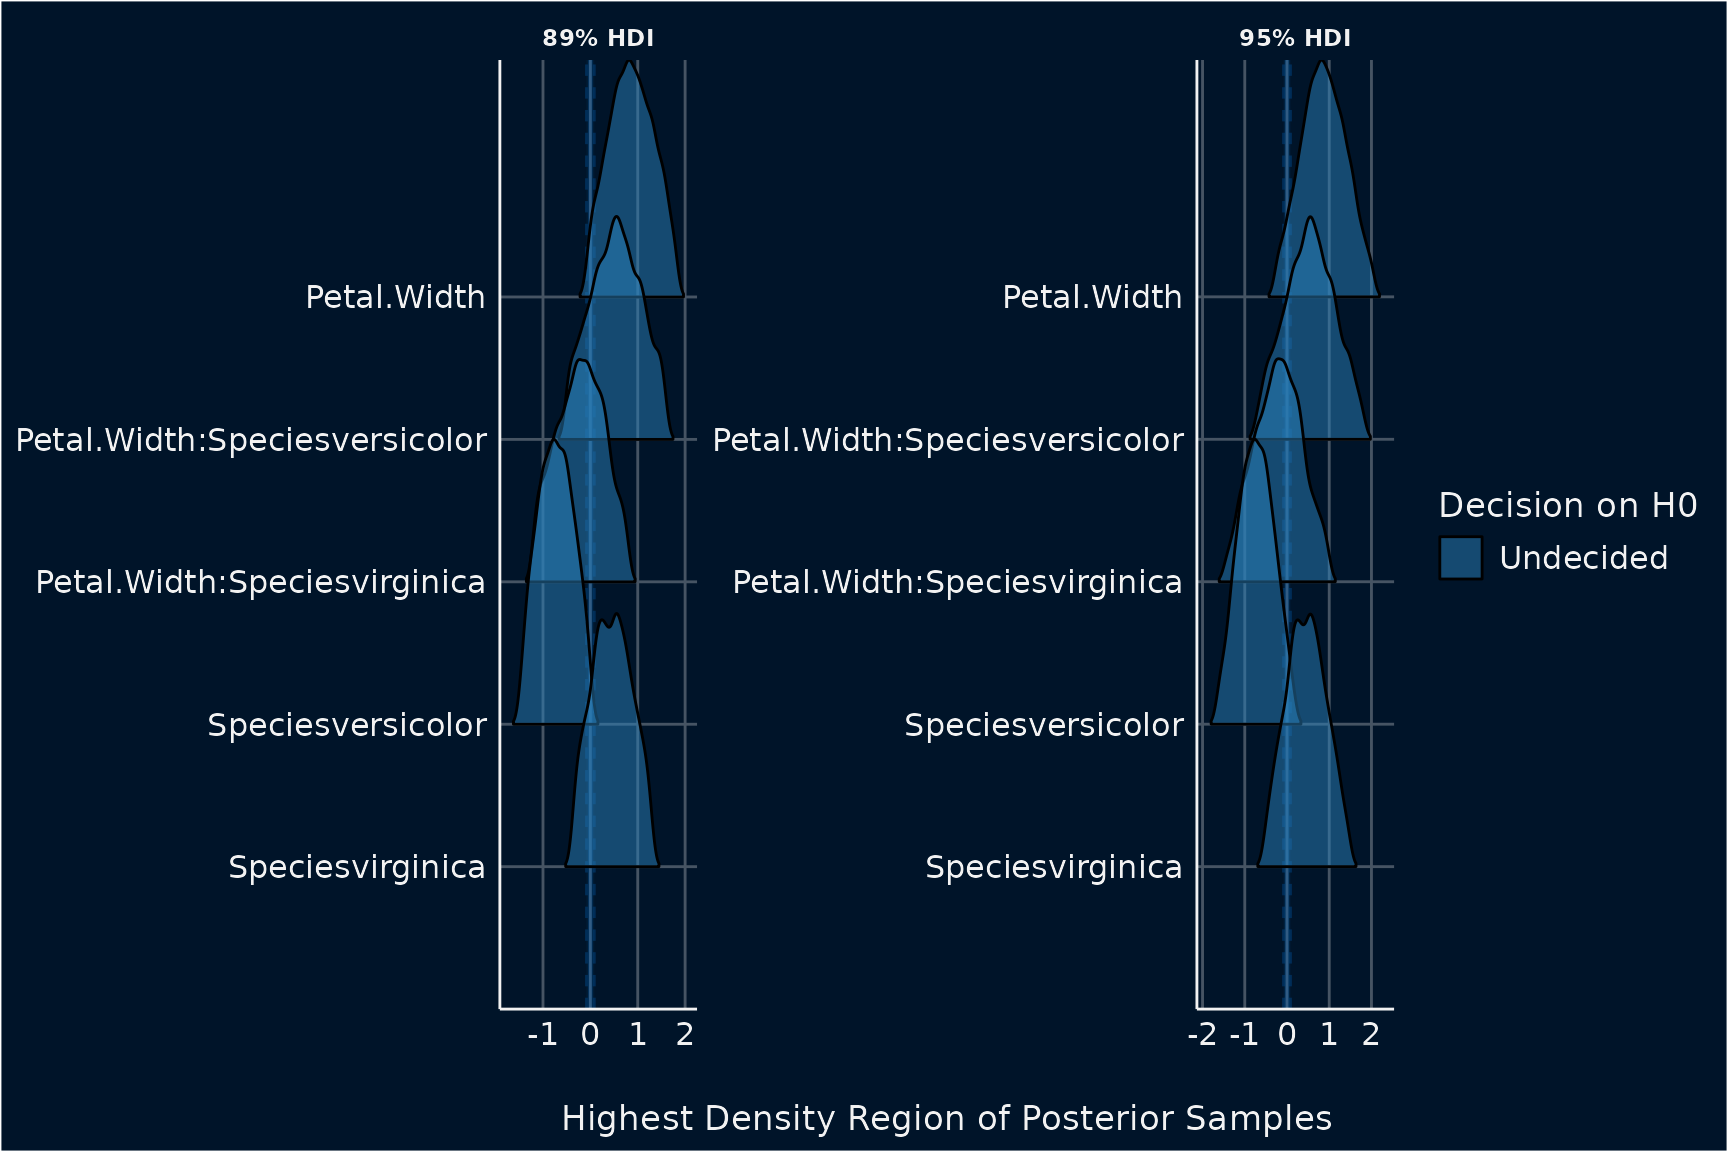 89% HDI
Petal.Width
Petal.Width:Speciesversicolor
Petal.Width:Speciesvirginica
Speciesversicolor
Speciesvirginica
-1 0 1 2
95% HDI
Petal.Width
Petal.Width:Speciesversicolor
Petal.Width:Speciesvirginica
Speciesversicolor
Speciesvirginica
-2 -1 0 1 2
Decision on H0
Undecided
Highest Density Region of Posterior Samples